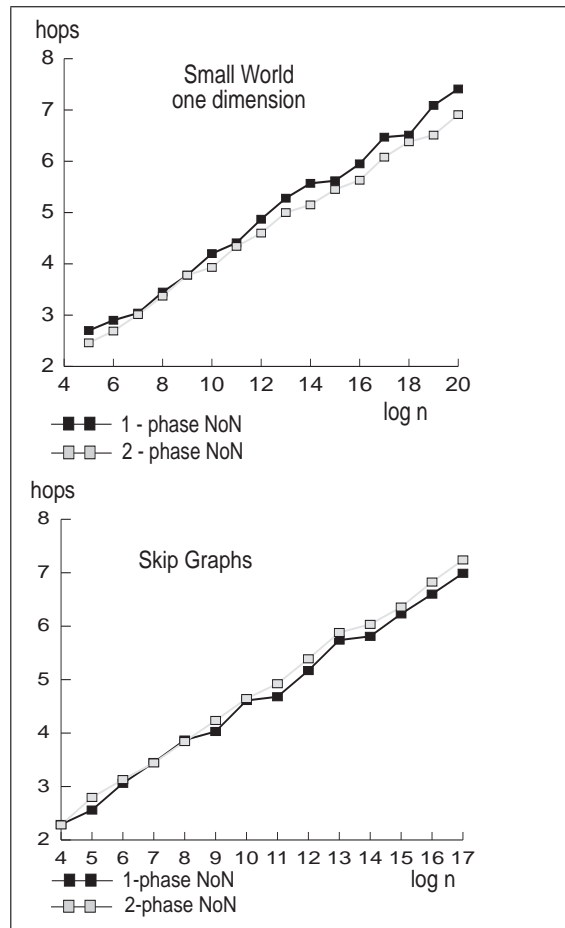 hops
8
7
6
5
4
3
2
Small World
one dimension
4 6 8 10 12 14 16 18 20
log n
1 - phase NoN
2 - phase NoN
hops
8
7
6
5
4
3
2
Skip Graphs
4 5 6 7 8 9 10 11 12 13 14 15 16 17
log n
1-phase NoN
2-phase NoN